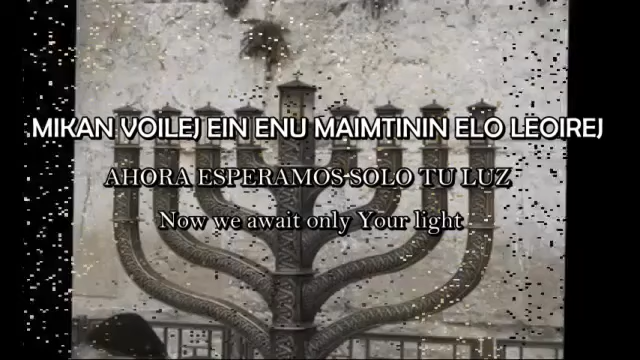 MIKAN VOILEJ EIN ENU MAIMTININ ELO LEOIREJ
AHORA ESPERAMOS SOLO TU LUZ
Now we await only Your light